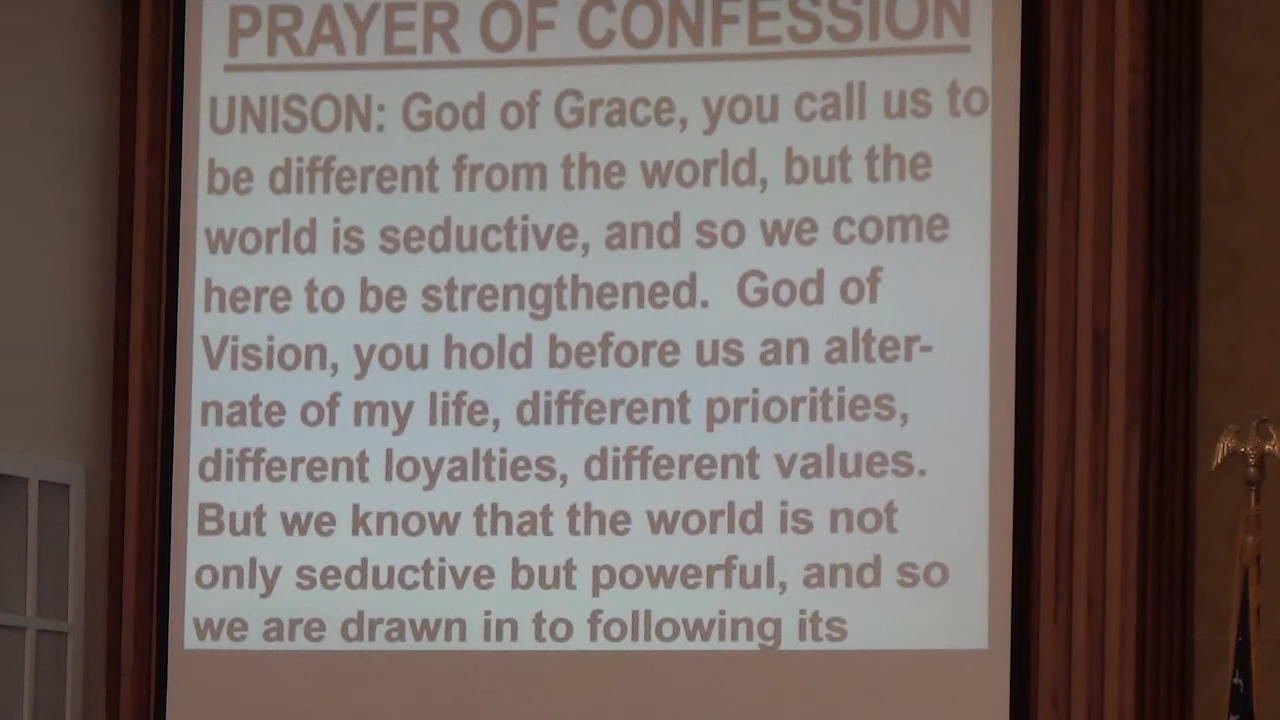 PRAYER OF CONFESSION
UNISON: God of Grace, you call us to
be different from the world, but the
world is seductive, and so we come
here to be strengthened. God of
Vision, you hold before us an alter-
nate of my life, different priorities,
different loyalties, different values.
But we know that the world is not
only seductive but powerful, and so
we are drawn in to following its